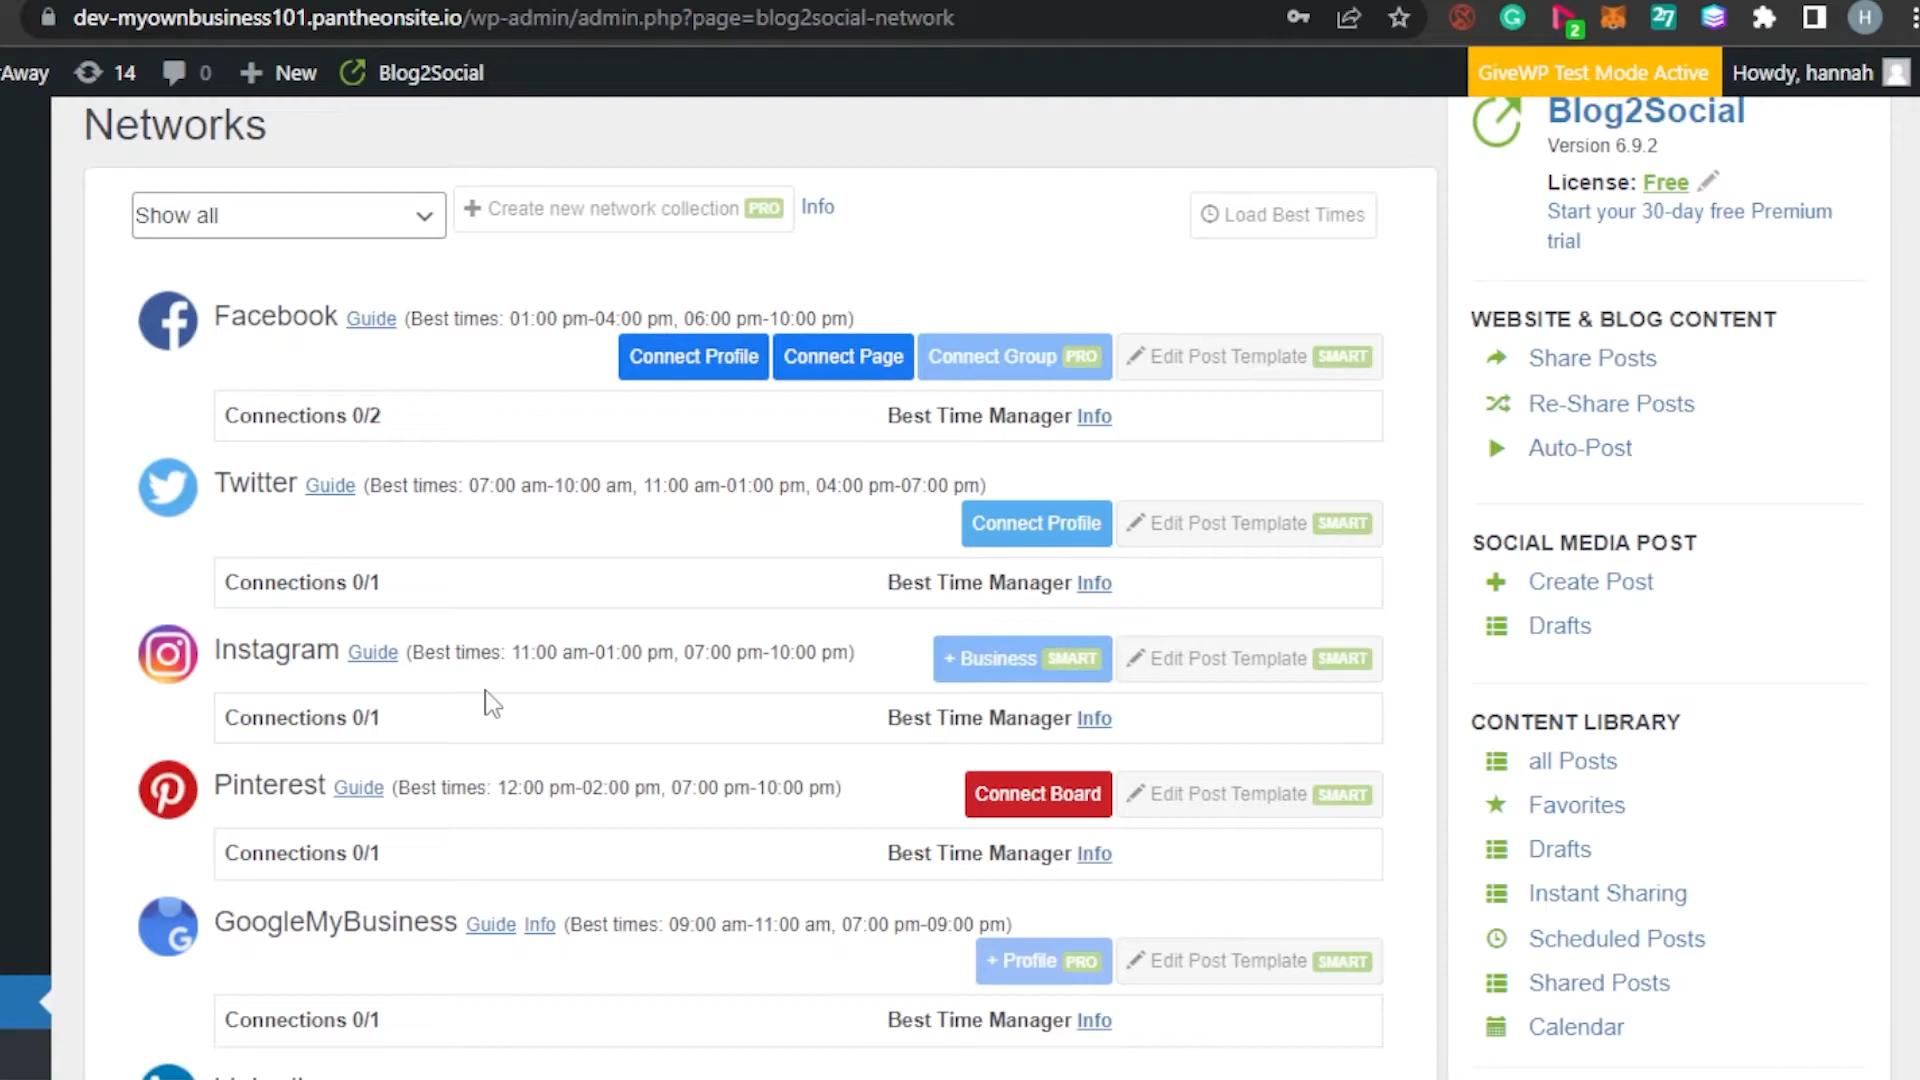 dev-myownbusiness101.pantheonsite.io/wp-admin/admin.php?page=blog2social-network
27
2
H
Away
14
0
New
Blog2Social
GiveWP Test Mode Active
Howdy, hannah
Networks
Show all
Create new network collection PRO
Info
Load Best Times
Facebook Guide (Best times: 01:00 pm-04:00 pm, 06:00 pm-10:00 pm)
Connect Profile
Connect Page
Connect Group PRO
Edit Post Template SMART
Connections 0/2
Best Time Manager Info
Twitter Guide (Best times: 07:00 am-10:00 am, 11:00 am-01:00 pm, 04:00 pm-07:00 pm)
Connect Profile
Edit Post Template SMART
Connections 0/1
Best Time Manager Info
Instagram Guide (Best times: 11:00 am-01:00 pm, 07:00 pm-10:00 pm)
+ Business SMART
Edit Post Template SMART
Connections 0/1
Best Time Manager Info
Pinterest Guide (Best times: 12:00 pm-02:00 pm, 07:00 pm-10:00 pm)
Connect Board
Edit Post Template SMART
Connections 0/1
Best Time Manager Info
GoogleMyBusiness Guide Info (Best times: 09:00 am-11:00 am, 07:00 pm-09:00 pm)
+ Profile PRO
Edit Post Template SMART
Connections 0/1
Best Time Manager Info
Blog2Social
Version 6.9.2
License: Free
Start your 30-day free Premium
trial
WEBSITE & BLOG CONTENT
Share Posts
Re-Share Posts
Auto-Post
SOCIAL MEDIA POST
Create Post
Drafts
CONTENT LIBRARY
all Posts
Favorites
Drafts
Instant Sharing
Scheduled Posts
Shared Posts
Calendar